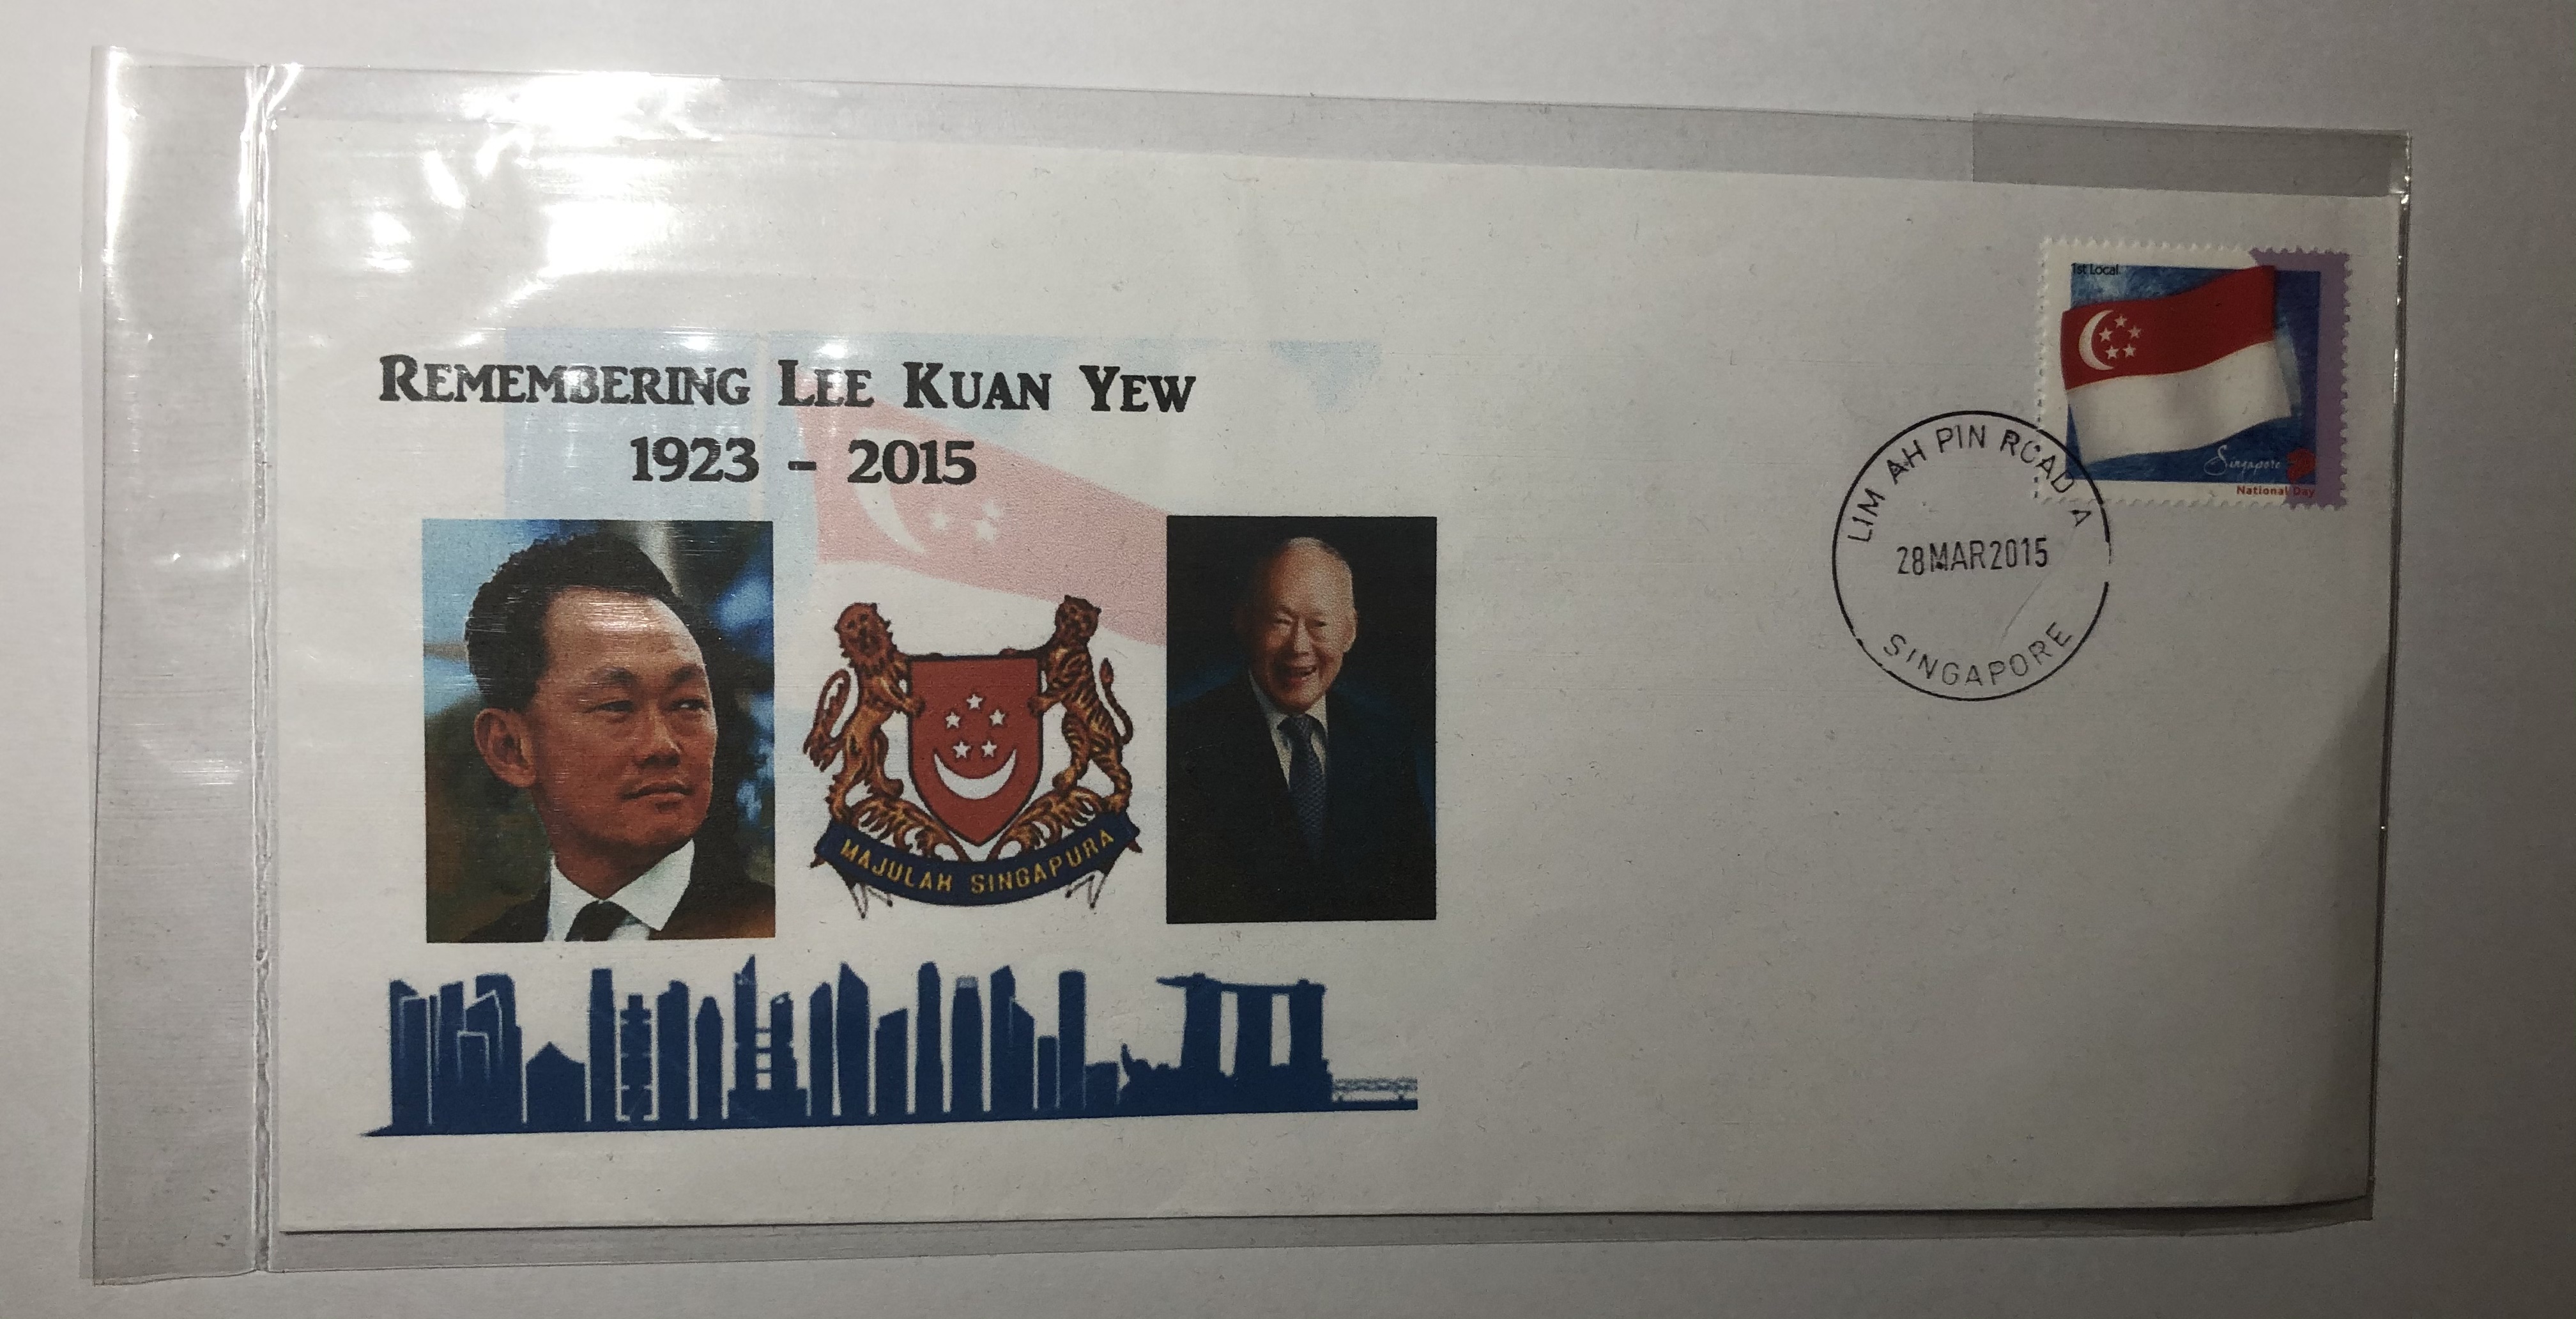 REMEMBERING LEE KUAN YEW
1923 - 2015
MAJULAH SINGAPURA
1st Local
Singapore
National Day
LIM AH PIN ROAD A
28MAR2015
SINGAPORE